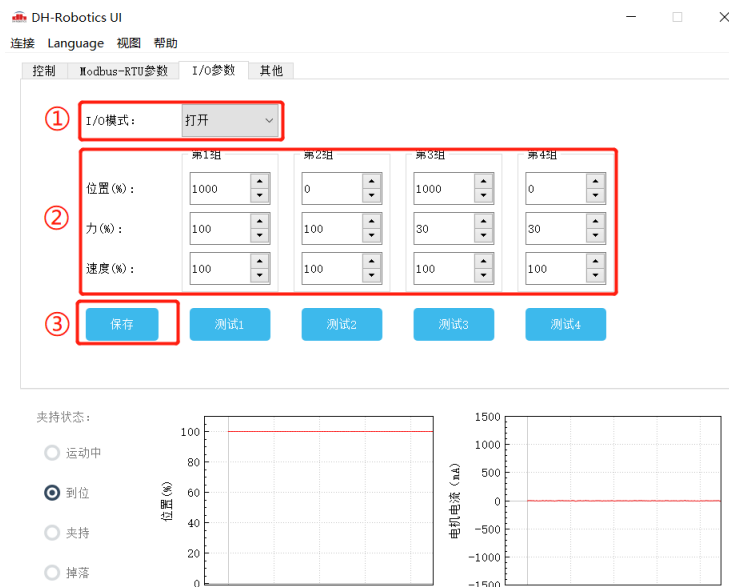 DH-Robotics UI
连接 Language 视图 帮助
控制 Modbus-RTU参数 I/O参数 其他
① I/O模式: 打开
第1组 第2组 第3组 第4组
② 位置(%): 1000 0 1000 0
力(%): 100 100 30 30
速度(%): 100 100 100 100
③ 保存 测试1 测试2 测试3 测试4
夹持状态:
运动中
到位
夹持
掉落
位置(%)
100
80
60
40
20
0
电机电流 (mA)
1500
1000
500
0
-500
-1000
-1500